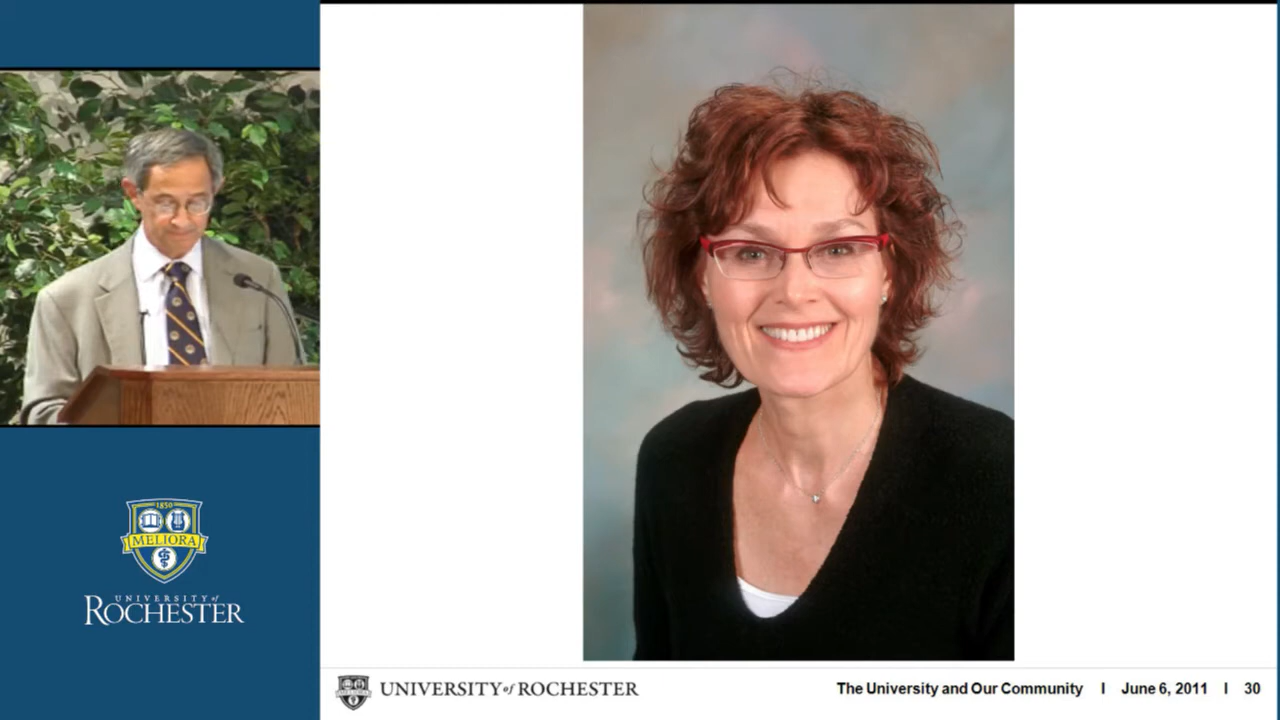 1850
MELIORA
UNIVERSITY of
ROCHESTER
UNIVERSITY of ROCHESTER
The University and Our Community | June 6, 2011 | 30